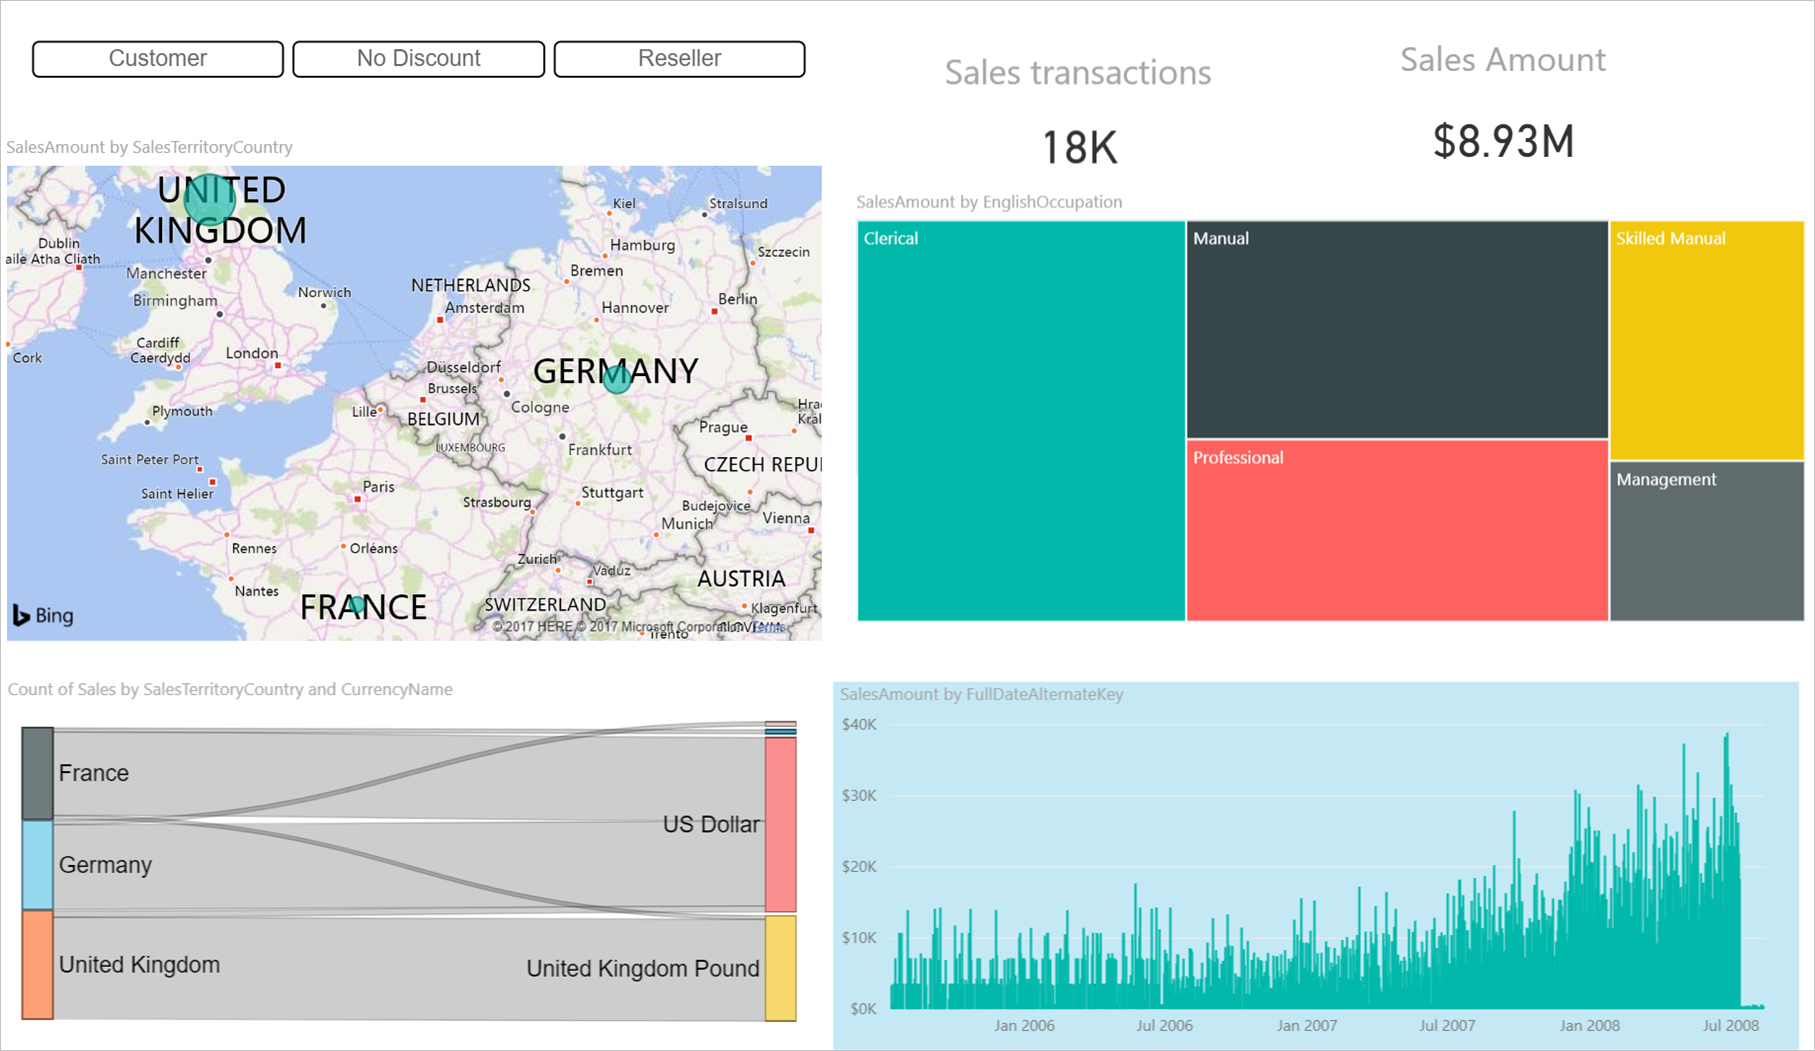 Customer
No Discount
Reseller
Sales transactions
18K
Sales Amount
$8.93M
SalesAmount by SalesTerritoryCountry
UNITED
KINGDOM
Kiel
Stralsund
Dublin
aile Atha Cliath
Hamburg
Szczecin
Manchester
NETHERLANDS
Bremen
Birmingham
Norwich
Amsterdam
Hannover
Berlin
Cardiff
Caerdydd
London
Cork
Düsseldorf
GERMANY
Brussels
Plymouth
Lille
BELGIUM
Cologne
Hra
Král
Prague
LUXEMBOURG
Frankfurt
Saint Peter Port
CZECH REPU
Saint Helier
Paris
Strasbourg
Stuttgart
Budejovice
Munich
Vienna
Rennes
Orléans
Zurich
Vaduz
AUSTRIA
Nantes
FRANCE
SWITZERLAND
Klagenfurt
Bing
© 2017 HERE © 2017 Microsoft Corporation Terms
Trento
SalesAmount by EnglishOccupation
Clerical
Manual
Skilled Manual
Professional
Management
Count of Sales by SalesTerritoryCountry and CurrencyName
France
US Dollar
Germany
United Kingdom
United Kingdom Pound
SalesAmount by FullDateAlternateKey
$40K
$30K
$20K
$10K
$0K
Jan 2006
Jul 2006
Jan 2007
Jul 2007
Jan 2008
Jul 2008